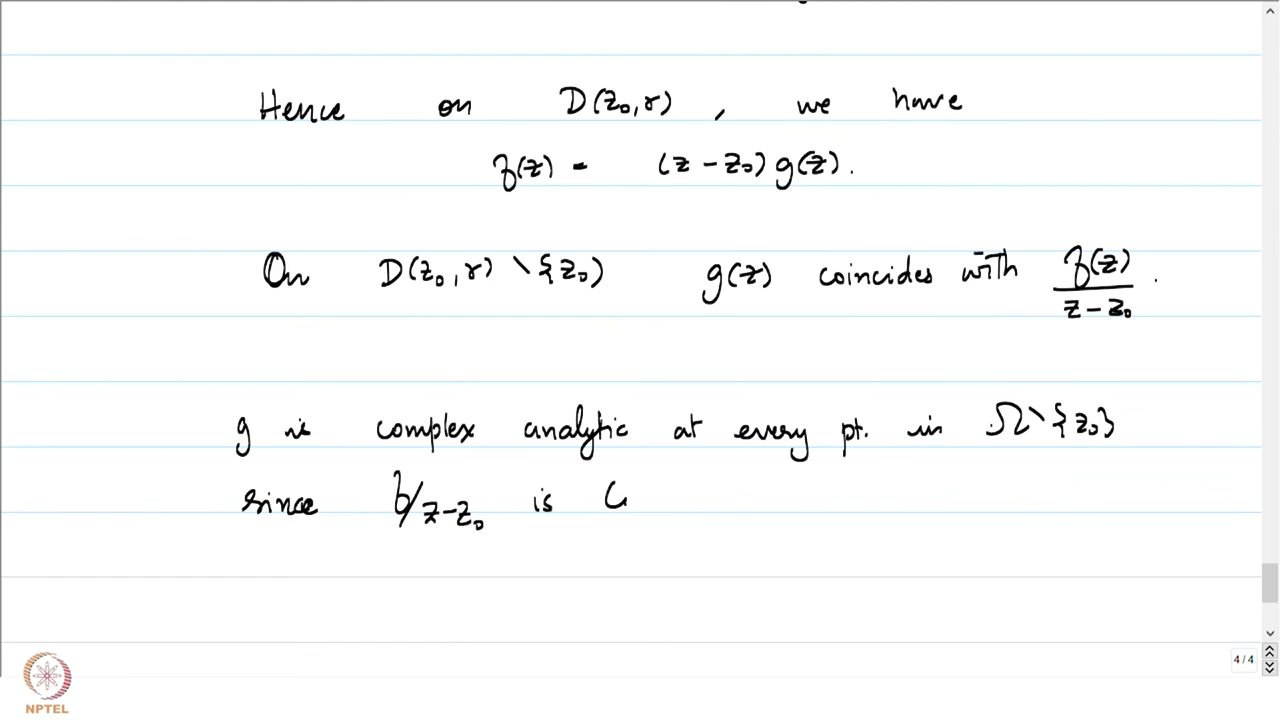 Hence on D(z₀, r), we have
f(z) = (z - z₀) g(z).
On D(z₀, r) \ {z₀} g(z) coincides with f(z)/(z - z₀).
g is complex analytic at every pt. in Ω \ {z₀}
since f/z-z₀ is C
4 / 4
NPTEL